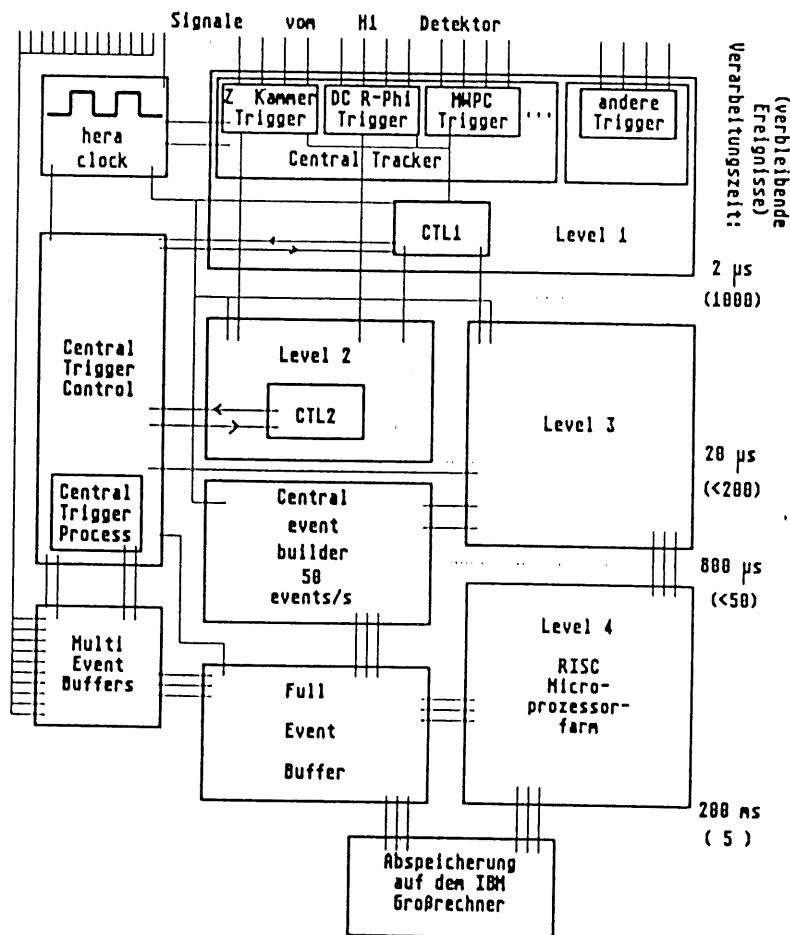 Signale vom H1 Detektor
(verbleibende
Ereignisse)
Verarbeitungszeit:
hera
clock
Z Kammer
Trigger
DC R-Phi
Trigger
MWPC
Trigger
...
andere
Trigger
Central Tracker
CTL1
Level 1
2 µs
(1000)
Central
Trigger
Control
Level 2
CTL2
Level 3
20 µs
(<200)
Central
Trigger
Process
Central
event
builder
50
events/s
800 µs
(<50)
Multi
Event
Buffers
Full
Event
Buffer
Level 4
RISC
Micro-
prozessor-
farm
200 ms
( 5 )
Abspeicherung
auf dem IBM
Großrechner